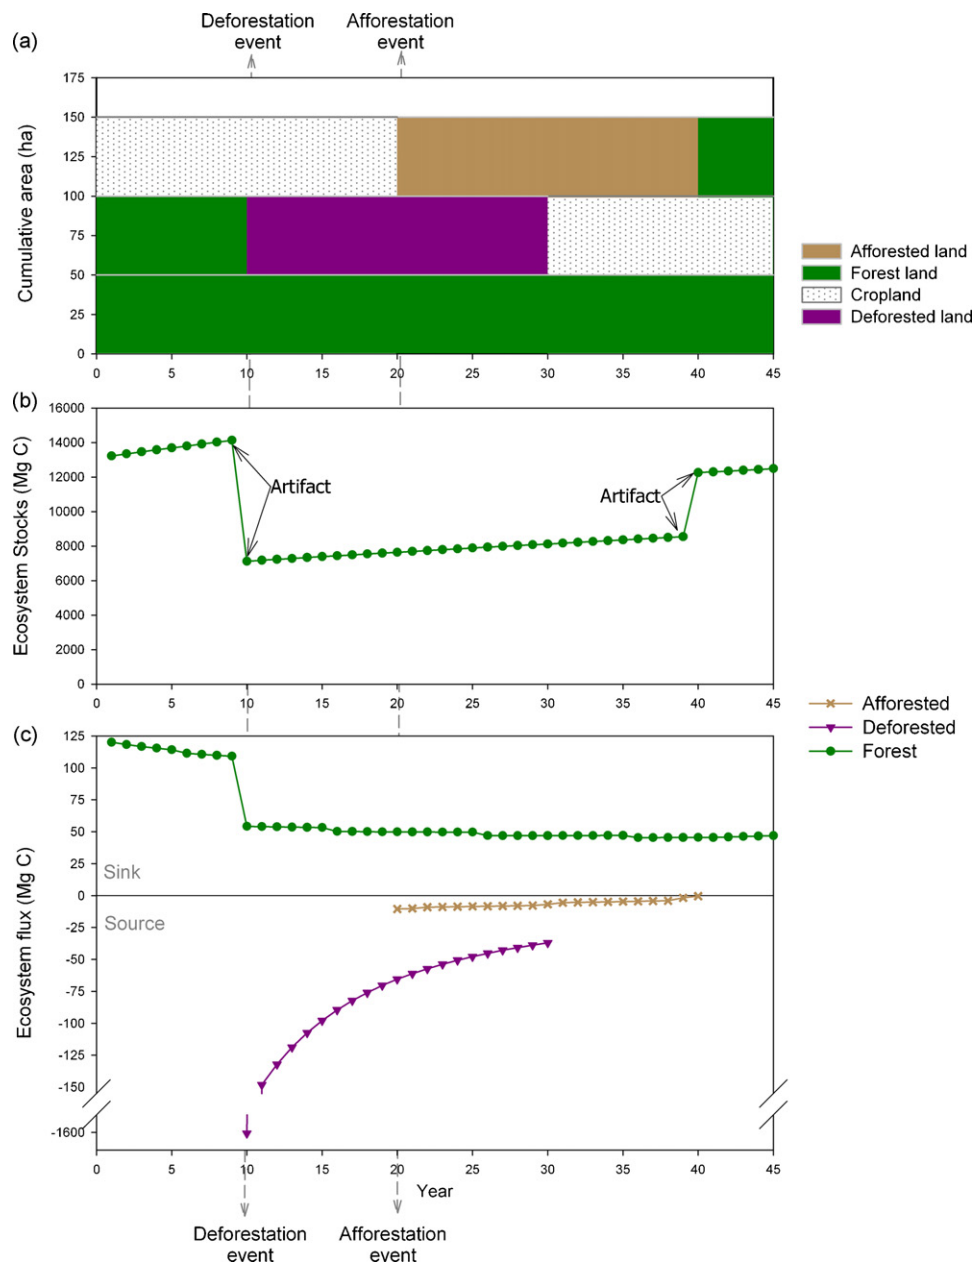 Deforestation
event
Afforestation
event
(a)
Cumulative area (ha)
175
150
125
100
75
50
25
0
0 5 10 15 20 25 30 35 40 45
Afforested land
Forest land
Cropland
Deforested land
(b)
Ecosystem Stocks (Mg C)
16000
14000
12000
10000
8000
6000
4000
2000
0
Artifact
Artifact
0 5 10 15 20 25 30 35 40 45
Afforested
Deforested
Forest
(c)
Ecosystem flux (Mg C)
125
100
75
50
25
0
-25
-50
-75
-100
-125
-150
-1600
Sink
Source
0 5 10 15 20 25 30 35 40 45
Year
Deforestation
event
Afforestation
event